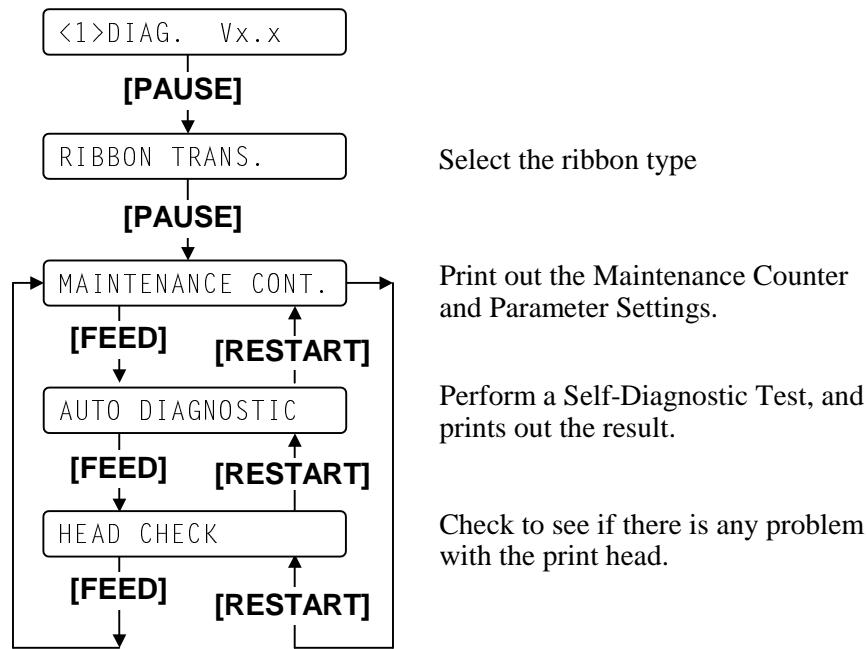 <1>DIAG. Vx.x
[PAUSE]
RIBBON TRANS.
Select the ribbon type
[PAUSE]
MAINTENANCE CONT.
Print out the Maintenance Counter
and Parameter Settings.
[FEED]
[RESTART]
AUTO DIAGNOSTIC
Perform a Self-Diagnostic Test, and
prints out the result.
[FEED]
[RESTART]
HEAD CHECK
Check to see if there is any problem
with the print head.
[FEED]
[RESTART]